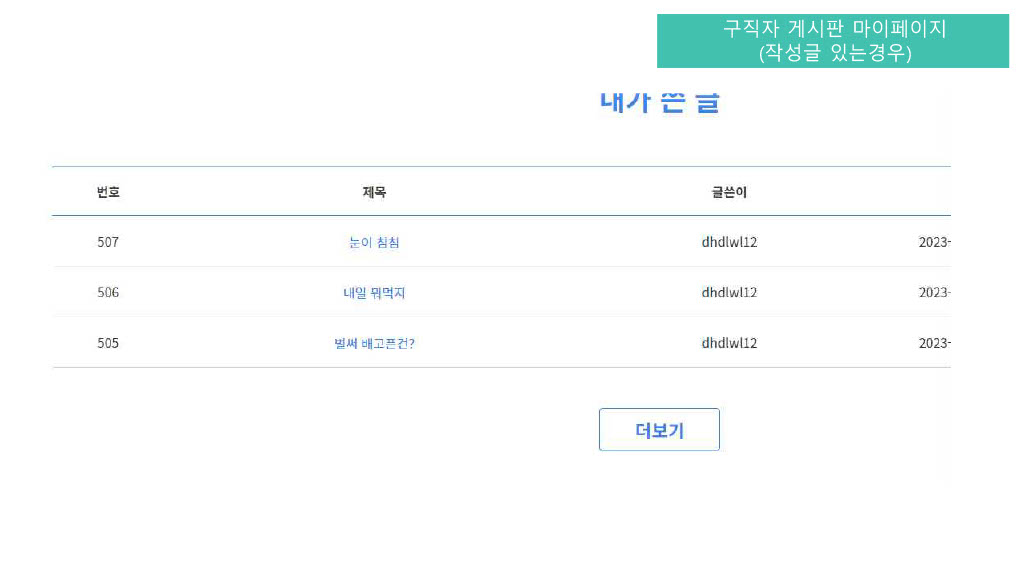 구직자 게시판 마이페이지
(작성글 있는경우)
내가 쓴 글
번호 제목 글쓴이
507 눈이 침침 dhdlwl12 2023-
506 내일 뭐먹지 dhdlwl12 2023-
505 벌써 배고픈건? dhdlwl12 2023-
더보기